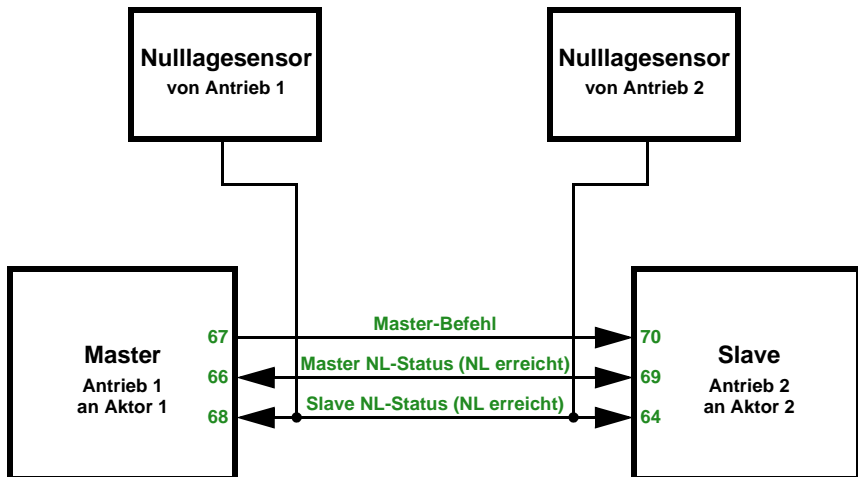 Nulllagesensor
von Antrieb 1
Nulllagesensor
von Antrieb 2
Master
Antrieb 1
an Aktor 1
67
66
68
Master-Befehl
Master NL-Status (NL erreicht)
Slave NL-Status (NL erreicht)
70
69
64
Slave
Antrieb 2
an Aktor 2